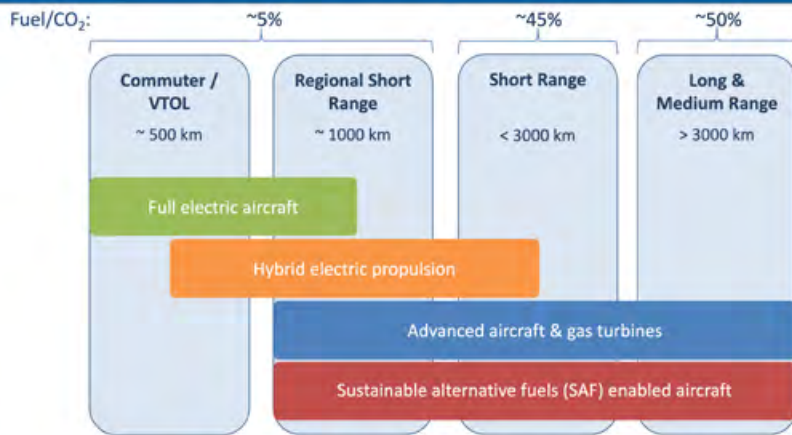 Fuel/CO₂: ~5% ~45% ~50%
Commuter /
VTOL
~ 500 km
Regional Short
Range
~ 1000 km
Short Range
< 3000 km
Long &
Medium Range
> 3000 km
Full electric aircraft
Hybrid electric propulsion
Advanced aircraft & gas turbines
Sustainable alternative fuels (SAF) enabled aircraft